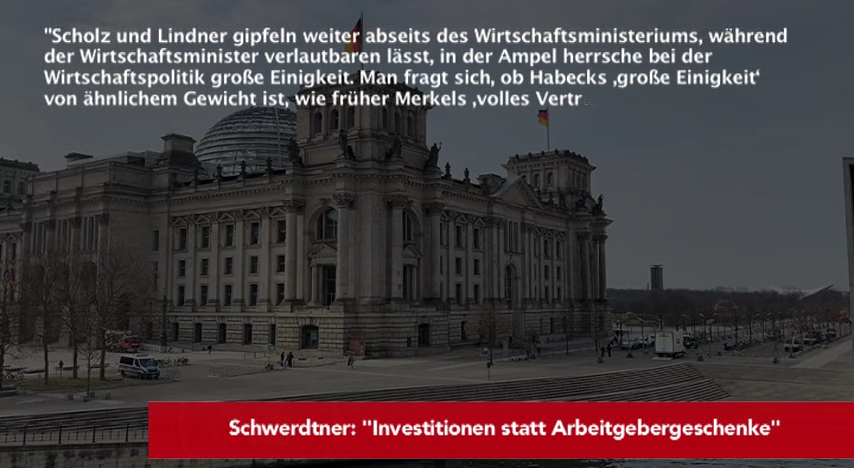 "Scholz und Lindner gipfeln weiter abseits des Wirtschaftsministeriums, während
der Wirtschaftsminister verlautbaren lässt, in der Ampel herrsche bei der
Wirtschaftspolitik große Einigkeit. Man fragt sich, ob Habecks ‚große Einigkeit‘
von ähnlichem Gewicht ist, wie früher Merkels ‚volles Vertr
Schwerdtner: "Investitionen statt Arbeitgebergeschenke"